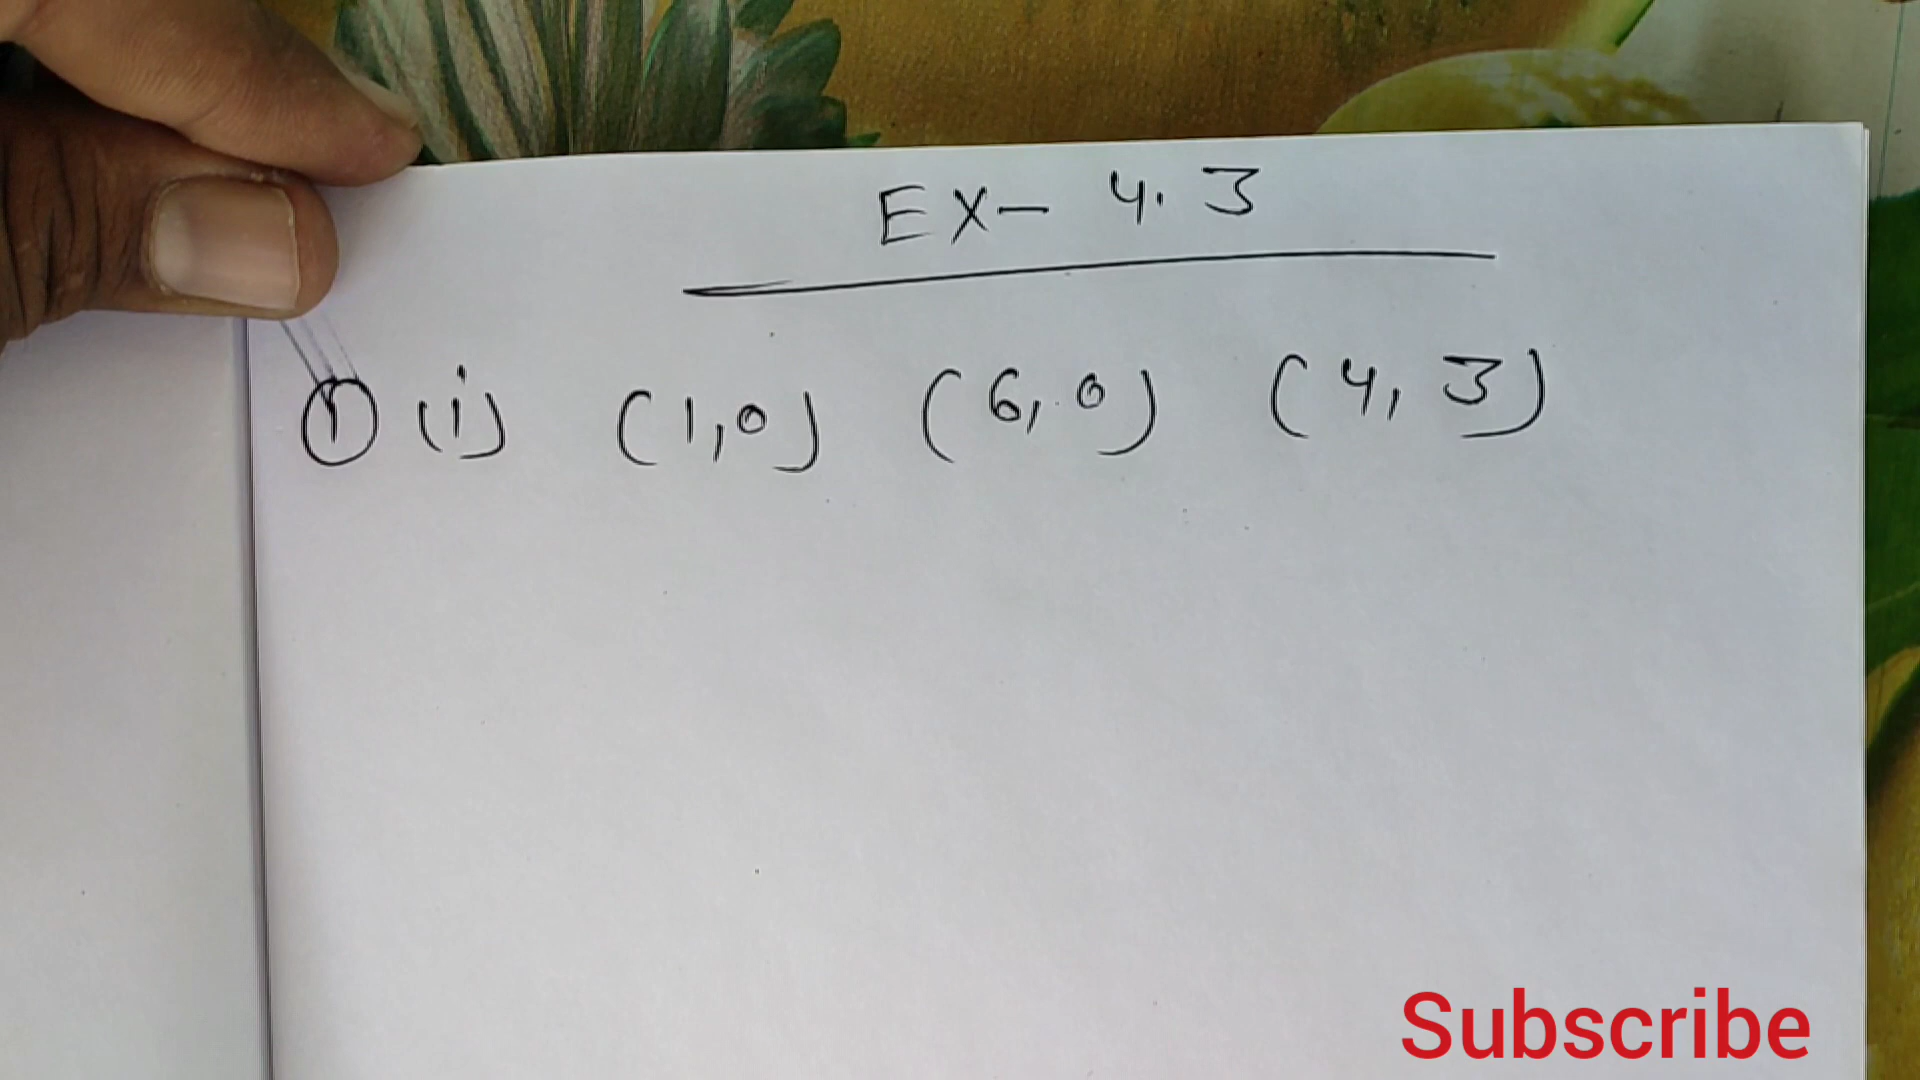 EX- 4.3
① (i) (1,0) (6,0) (4,3)
Subscribe